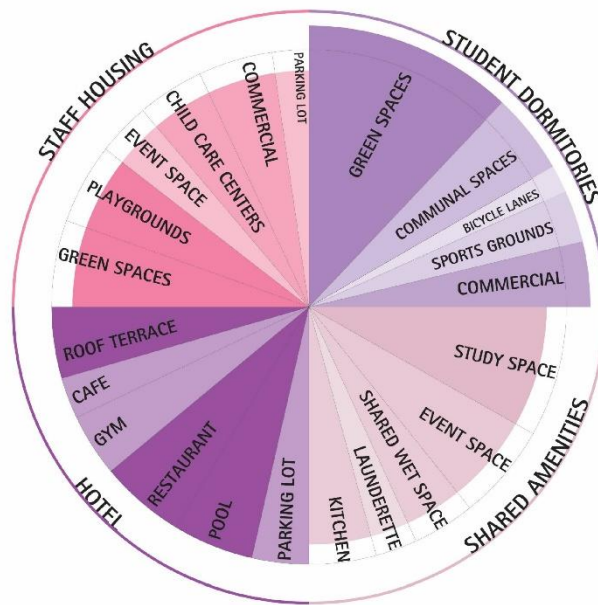 STAFF HOUSING
PARKING LOT
COMMERCIAL
CHILD CARE CENTERS
EVENT SPACE
PLAYGROUNDS
GREEN SPACES
STUDENT DORMITORIES
GREEN SPACES
COMMUNAL SPACES
BICYCLE LANES
SPORTS GROUNDS
COMMERCIAL
HOTEL
ROOF TERRACE
CAFE
GYM
RESTAURANT
POOL
PARKING LOT
SHARED AMENITIES
STUDY SPACE
EVENT SPACE
SHARED WET SPACE
LAUNDERETTE
KITCHEN